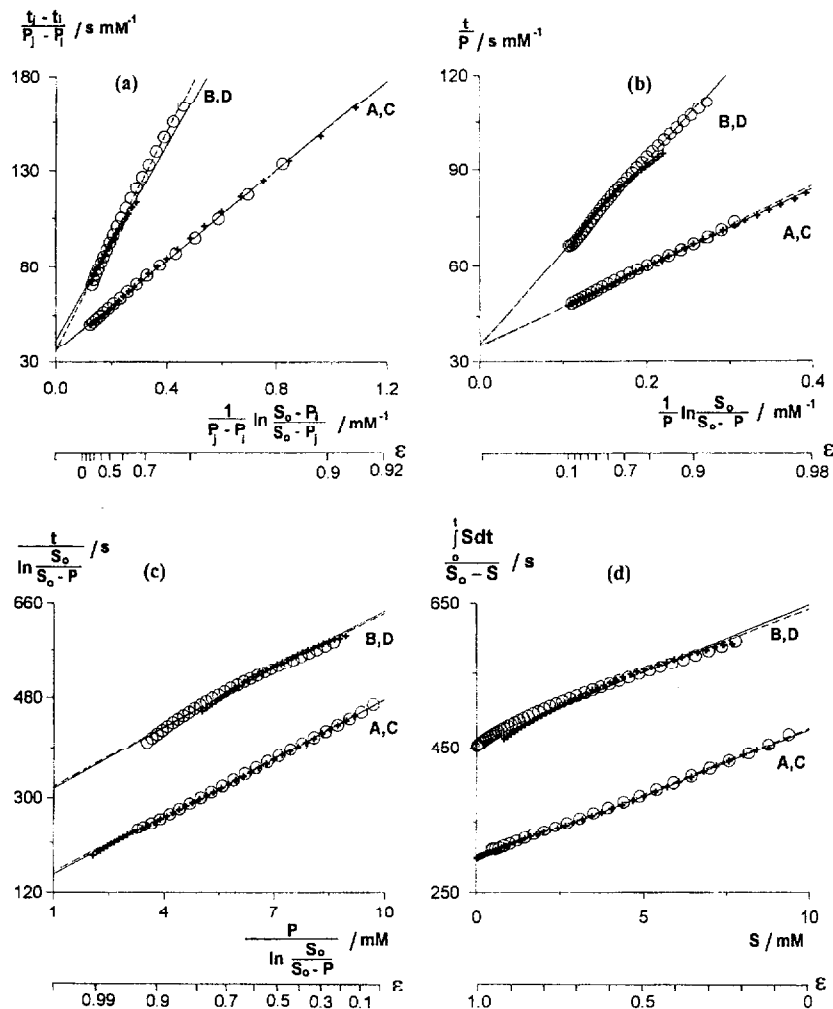 t_j - t_i
P_j - P_i / s mM⁻¹
180
130
80
30
(a)
B.D
A,C
0.0 0.4 0.8 1.2
1
P_j - P_i ln S_o - P_i
S_o - P_j / mM⁻¹
0 0.5 0.7 0.9 0.92 ε
t
P / s mM⁻¹
120
90
60
30
(b)
B,D
A,C
0.0 0.2 0.4
1
P ln S_o
S_o - P / mM⁻¹
0.1 0.7 0.9 0.98 ε
t
ln S_o
S_o - P / s
660
480
300
120
(c)
B,D
A,C
1 4 7 10
P
ln S_o
S_o - P / mM
0.99 0.9 0.7 0.5 0.3 0.1 ε
t
∫ Sdt
o
S_o - S / s
650
450
250
(d)
B,D
A,C
0 5 10
S / mM
1.0 0.5 0 ε